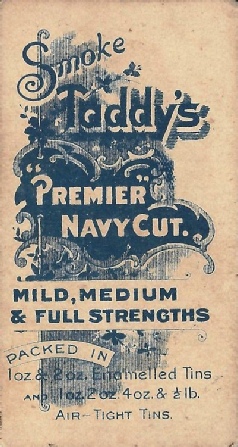 Smoke
Taddy's
"PREMIER"
NAVY CUT.
MILD, MEDIUM
& FULL STRENGTHS
PACKED IN
1oz & 2oz. Enamelled Tins
AND 1oz. 2oz. 4oz. & ½lb.
AIR-TIGHT TINS.